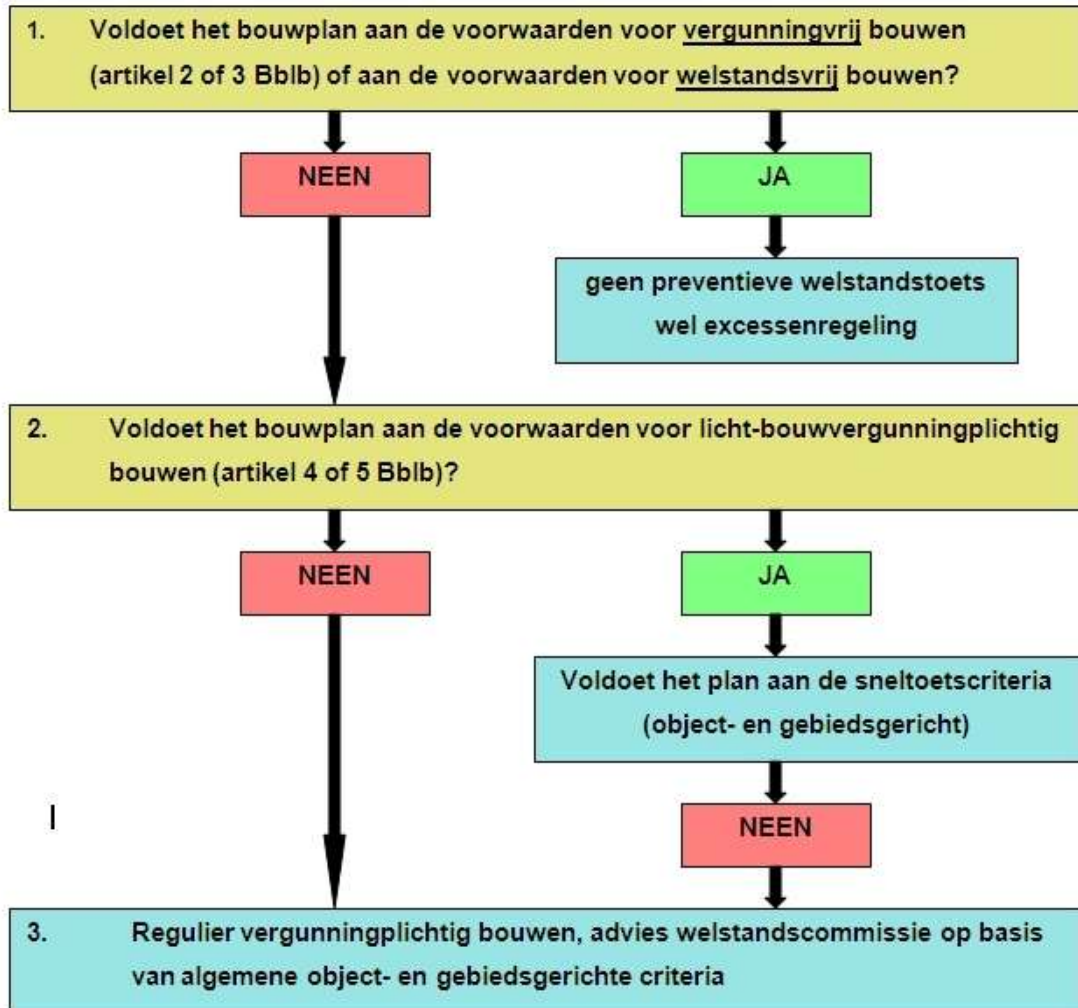 1. Voldoet het bouwplan aan de voorwaarden voor vergunningvrij bouwen
(artikel 2 of 3 Bblb) of aan de voorwaarden voor welstandsvrij bouwen?
NEEN
JA
geen preventieve welstandstoets
wel excessenregeling
2. Voldoet het bouwplan aan de voorwaarden voor licht-bouwvergunningplichtig
bouwen (artikel 4 of 5 Bblb)?
NEEN
JA
Voldoet het plan aan de sneltoetscriteria
(object- en gebiedsgericht)
NEEN
3. Regulier vergunningplichtig bouwen, advies welstandscommissie op basis
van algemene object- en gebiedsgerichte criteria